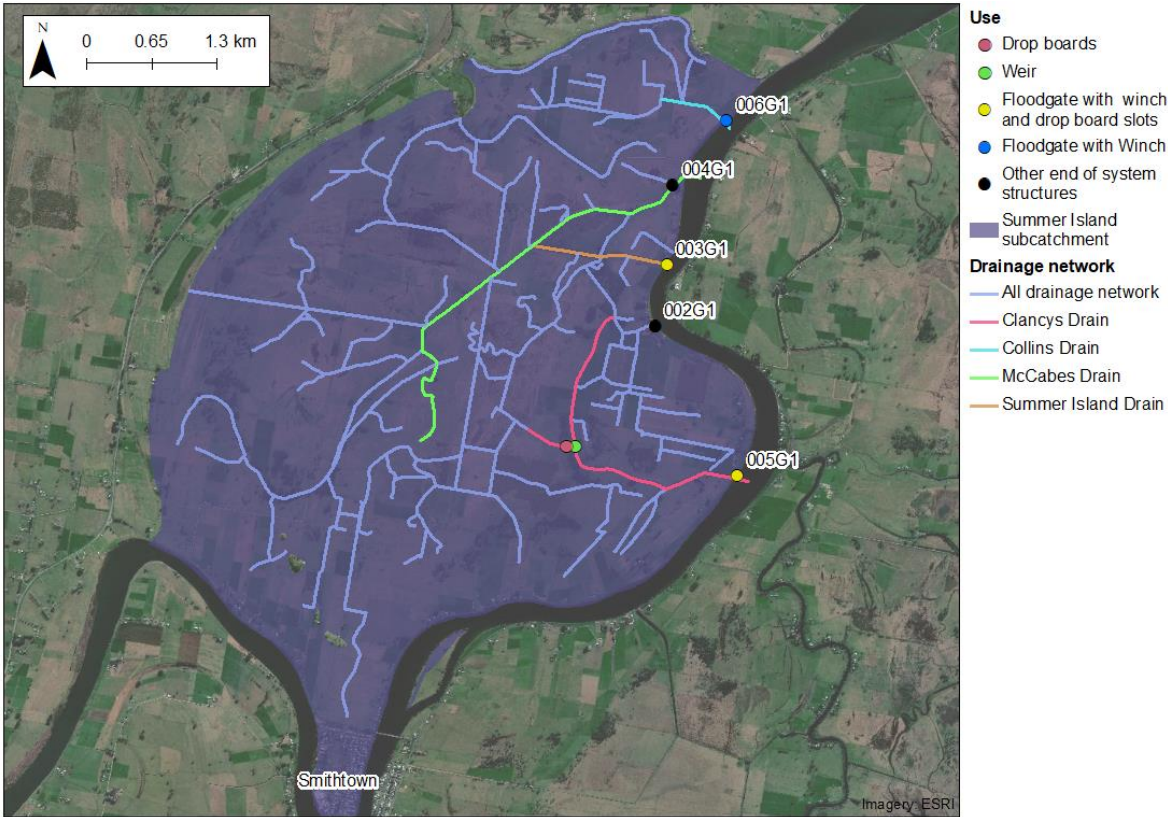 N
0 0.65 1.3 km
006G1
004G1
003G1
002G1
005G1
Smithtown
Imagery: ESRI
Use
Drop boards
Weir
Floodgate with winch
and drop board slots
Floodgate with Winch
Other end of system
structures
Summer Island
subcatchment
Drainage network
All drainage network
Clancys Drain
Collins Drain
McCabes Drain
Summer Island Drain